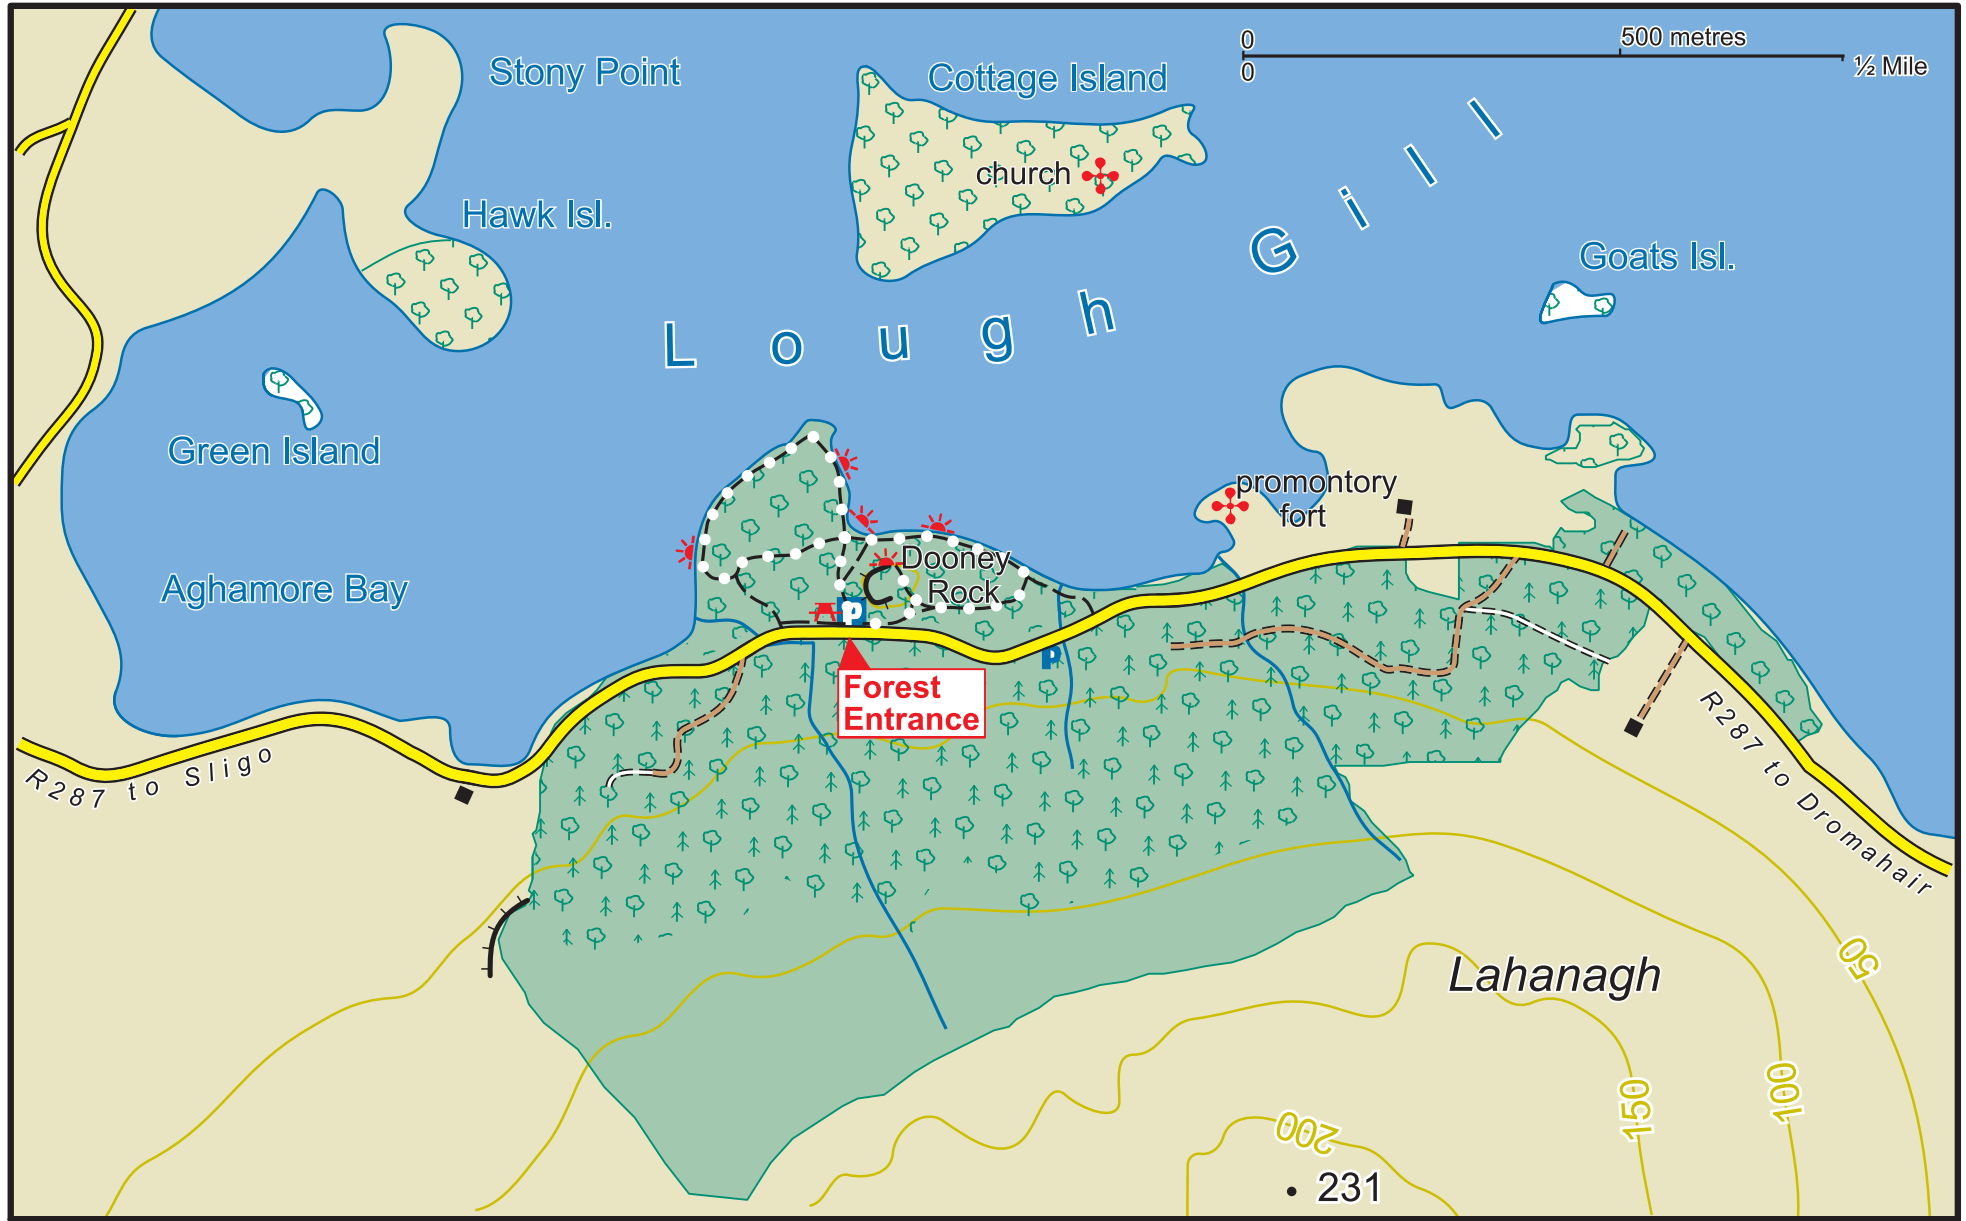 0
500 metres
0
½ Mile
Stony Point
Cottage Island
church
Hawk Isl.
Goats Isl.
Lough Gill
Green Island
promontory
fort
Dooney
Rock
Aghamore Bay
P
P
Forest
Entrance
R287 to Sligo
R287 to Dromahair
Lahanagh
50
100
150
200
231